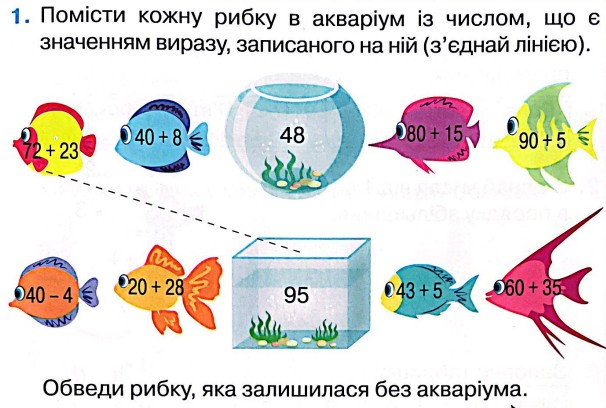 1. Помісти кожну рибку в акваріум із числом, що є
значенням виразу, записаного на ній (з’єднай лінією).
72 + 23
40 + 8
48
80 + 15
90 + 5
40 – 4
20 + 28
95
43 + 5
60 + 35
Обведи рибку, яка залишилася без акваріума.